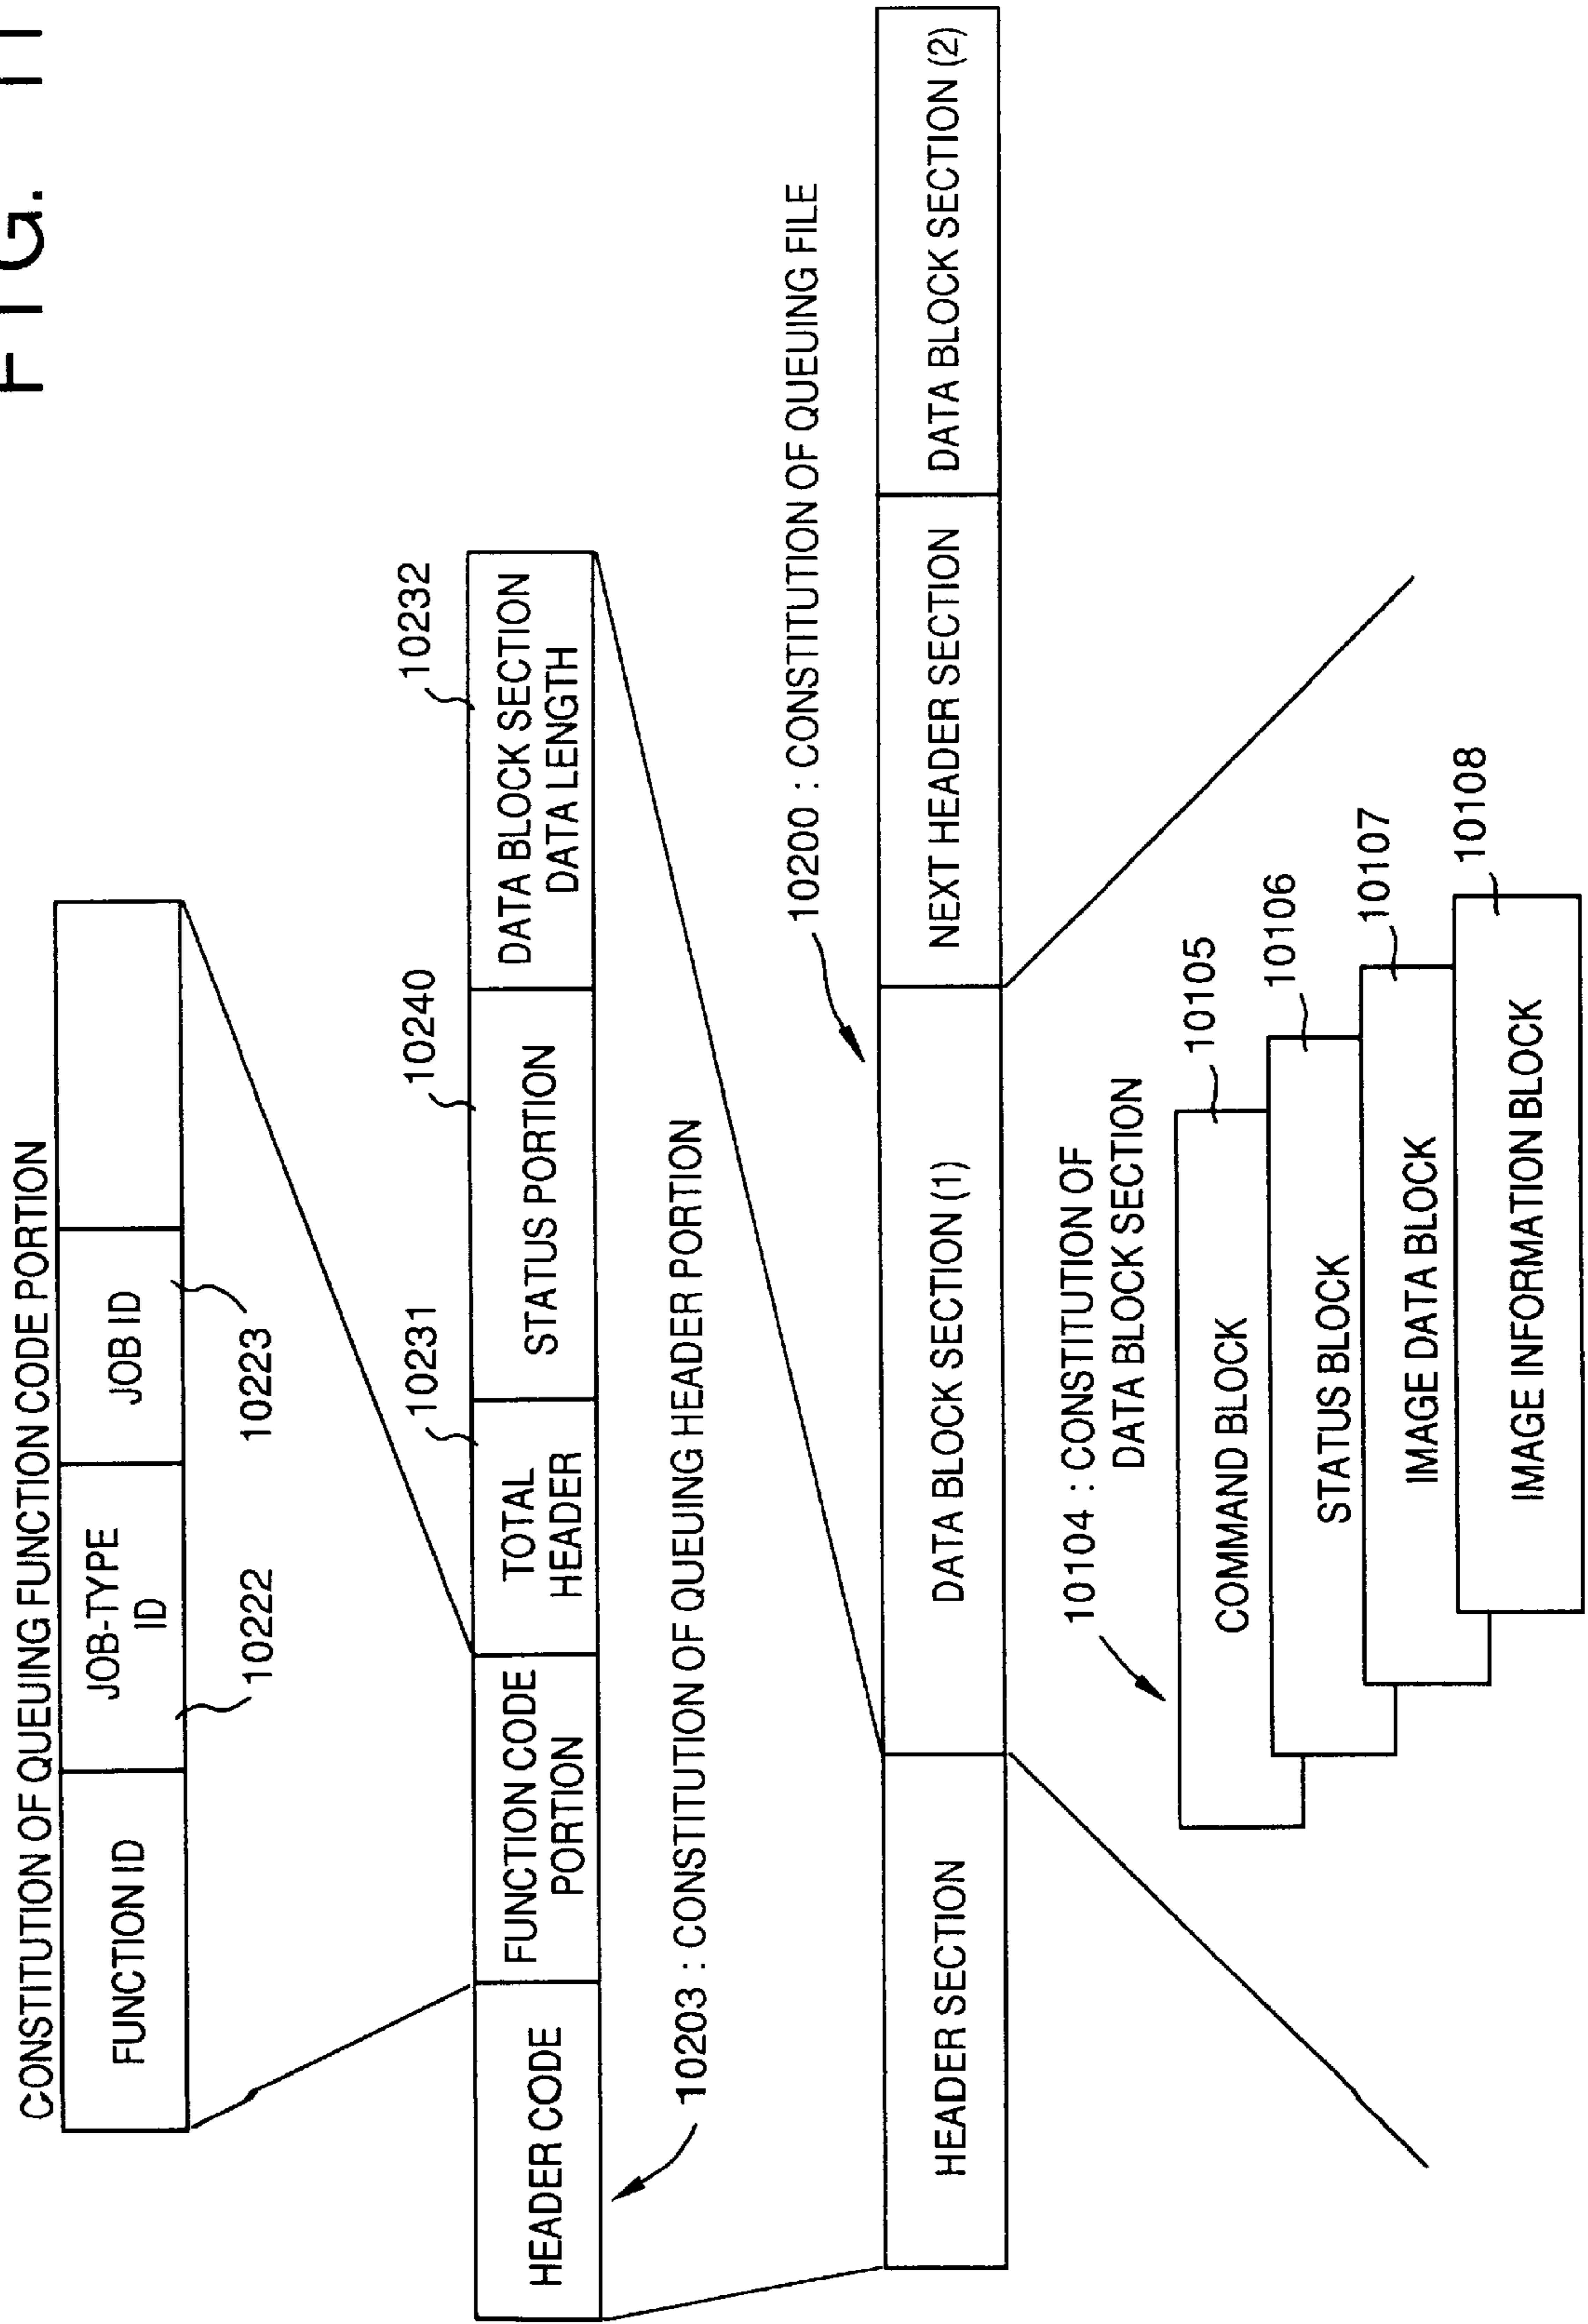 FIG. 11
CONSTITUTION OF QUEUING FUNCTION CODE PORTION
FUNCTION ID
JOB-TYPE
ID
JOB ID
10222
10223
HEADER CODE
FUNCTION CODE
PORTION
TOTAL
HEADER
STATUS PORTION
DATA BLOCK SECTION
DATA LENGTH
10231
10240
10232
10203 : CONSTITUTION OF QUEUING HEADER PORTION
10200 : CONSTITUTION OF QUEUING FILE
HEADER SECTION
DATA BLOCK SECTION (1)
NEXT HEADER SECTION
DATA BLOCK SECTION (2)
10104 : CONSTITUTION OF
DATA BLOCK SECTION
COMMAND BLOCK
10105
STATUS BLOCK
10106
IMAGE DATA BLOCK
10107
IMAGE INFORMATION BLOCK
10108